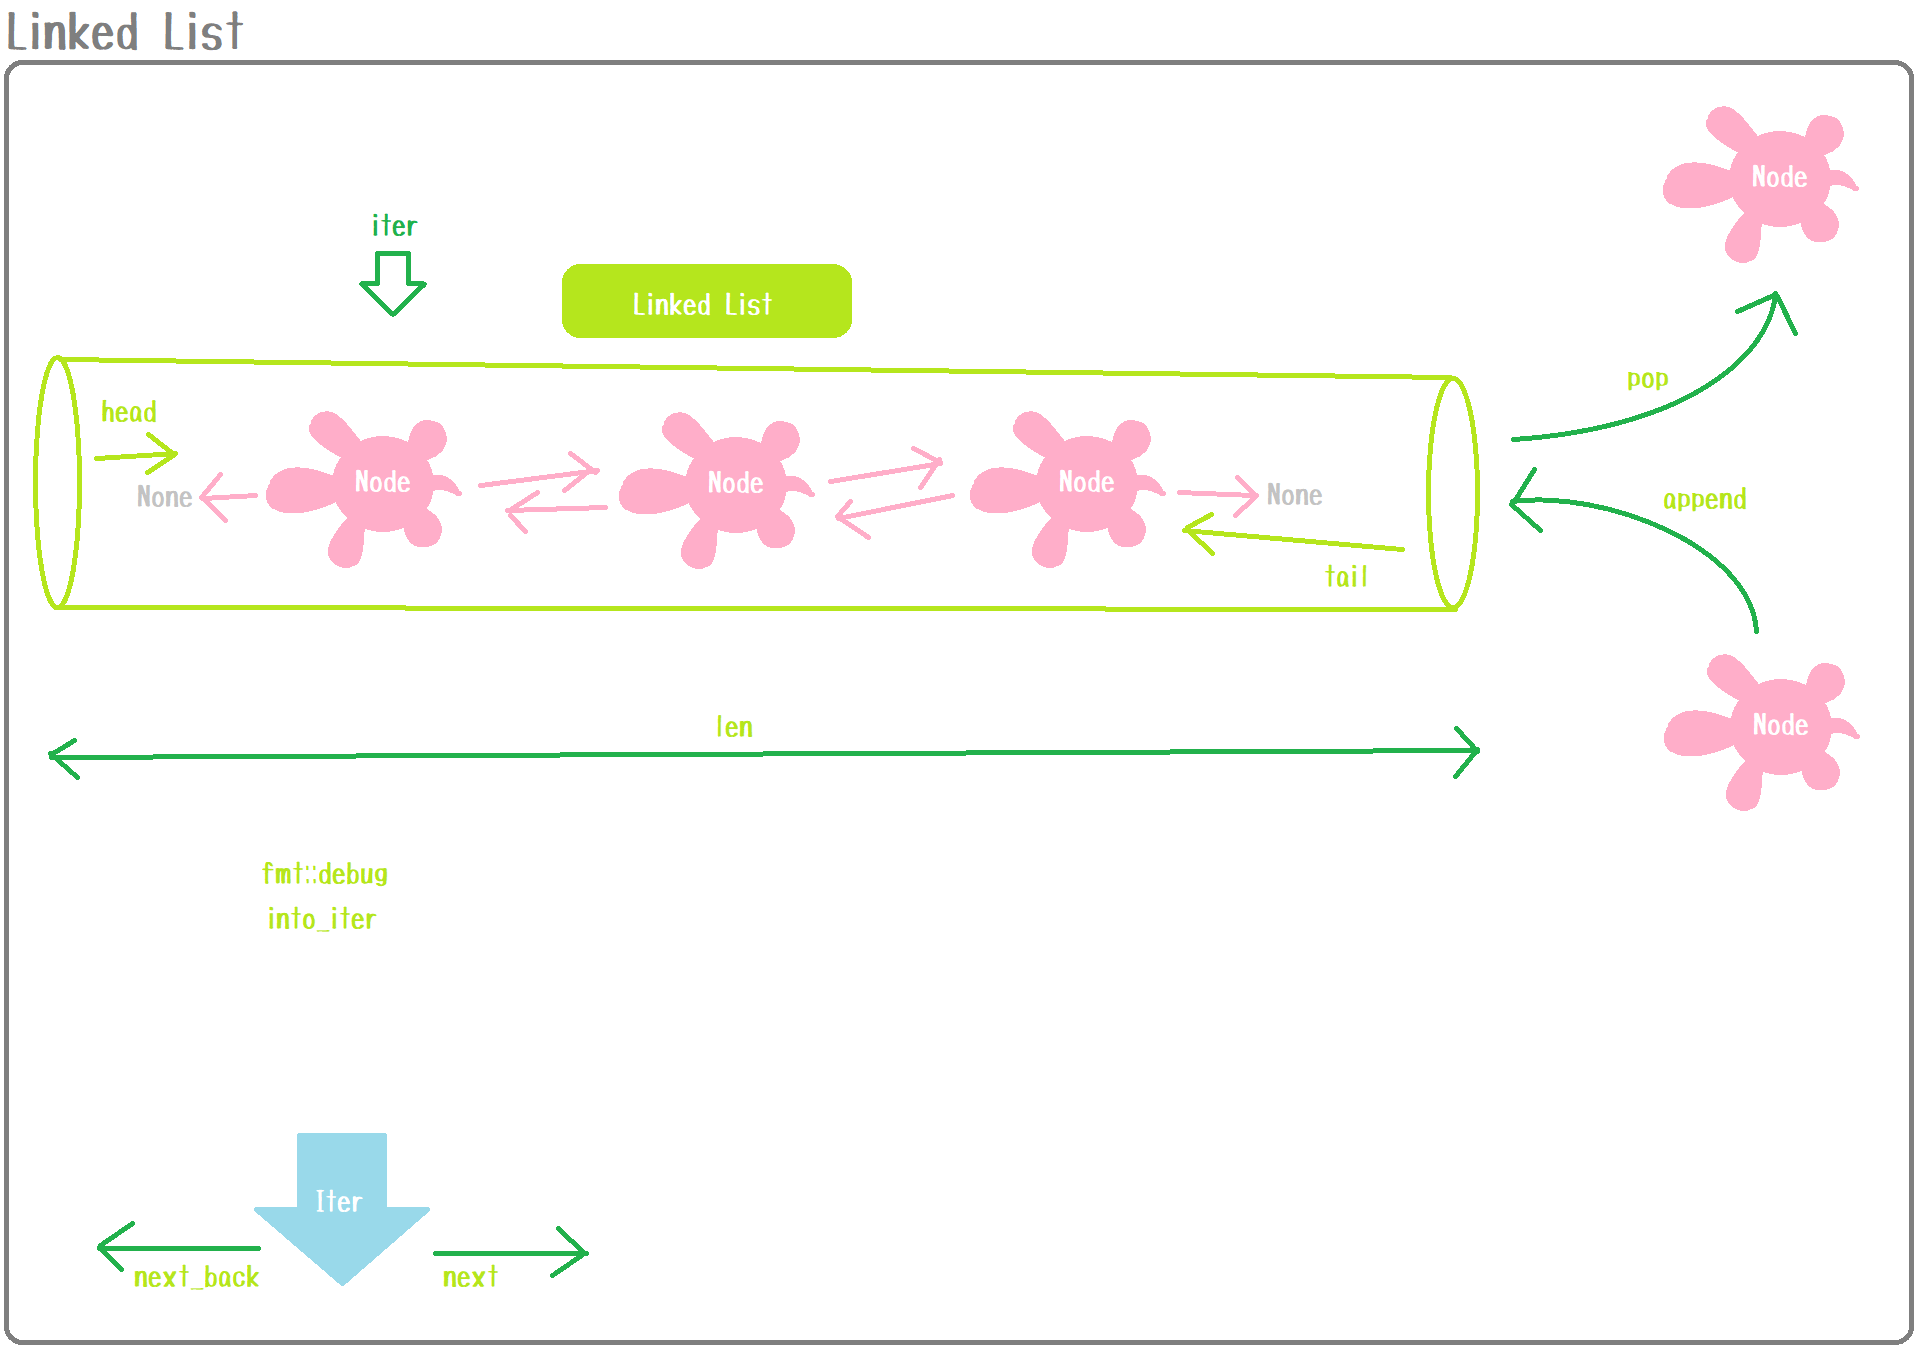 Linked List
Node
iter
Linked List
pop
head
Node
Node
Node
None
None
append
tail
len
Node
fmt::debug
into_iter
Iter
next_back
next